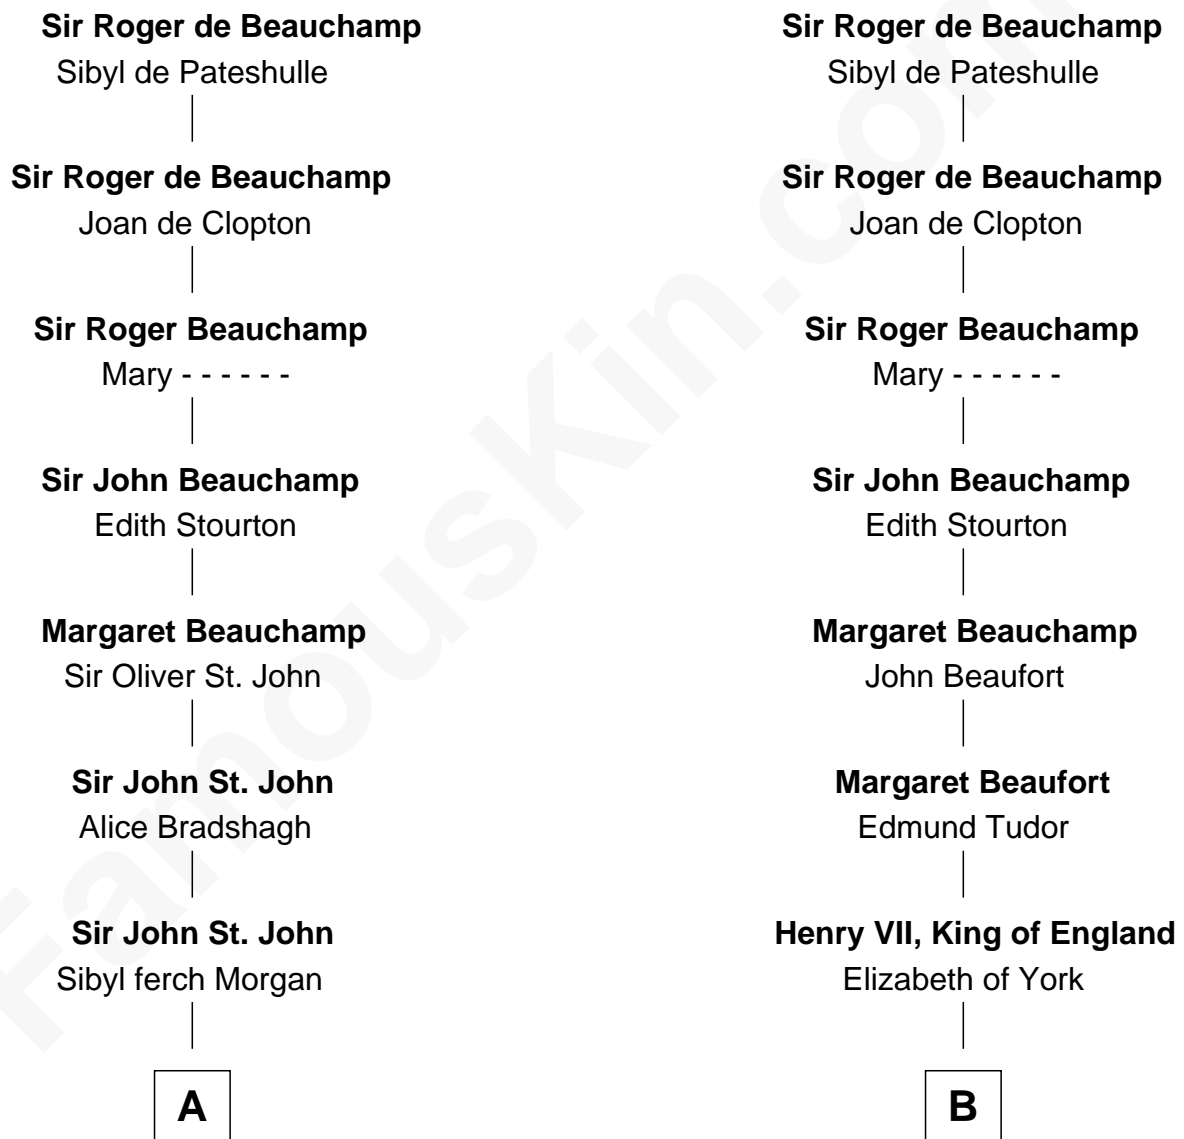 Sir Roger de Beauchamp
Sibyl de Pateshulle
Sir Roger de Beauchamp
Joan de Clopton
Sir Roger Beauchamp
Mary - - - - - -
Sir John Beauchamp
Edith Stourton
Margaret Beauchamp
Sir Oliver St. John
Sir John St. John
Alice Bradshagh
Sir John St. John
Sibyl ferch Morgan
A
Sir Roger de Beauchamp
Sibyl de Pateshulle
Sir Roger de Beauchamp
Joan de Clopton
Sir Roger Beauchamp
Mary - - - - - -
Sir John Beauchamp
Edith Stourton
Margaret Beauchamp
John Beaufort
Margaret Beaufort
Edmund Tudor
Henry VII, King of England
Elizabeth of York
B
FamousKin.com